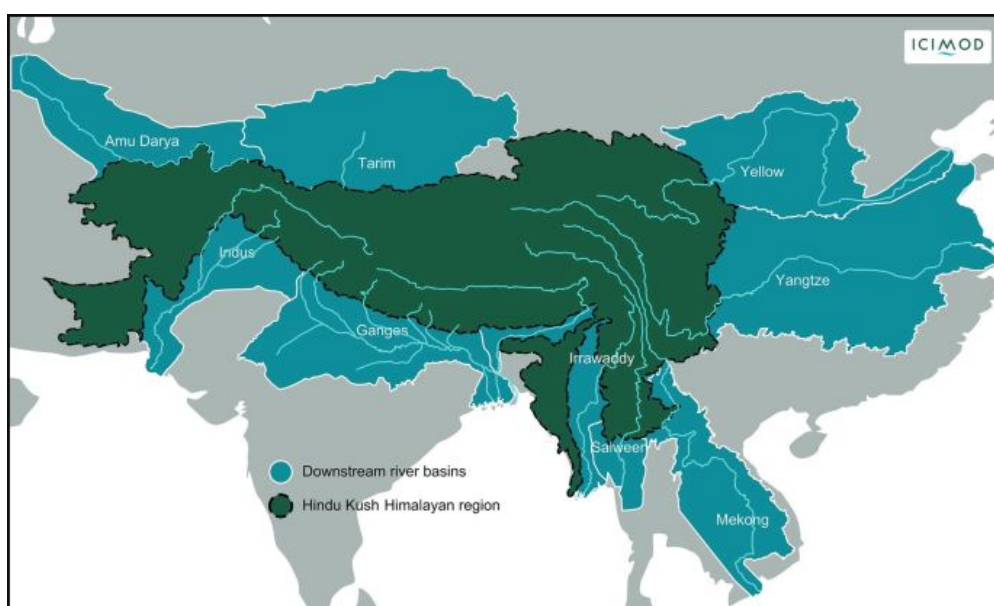 ICIMOD
Amu Darya
Tarim
Yellow
Indus
Yangtze
Ganges
Irrawaddy
Salween
Downstream river basins
Hindu Kush Himalayan region
Mekong